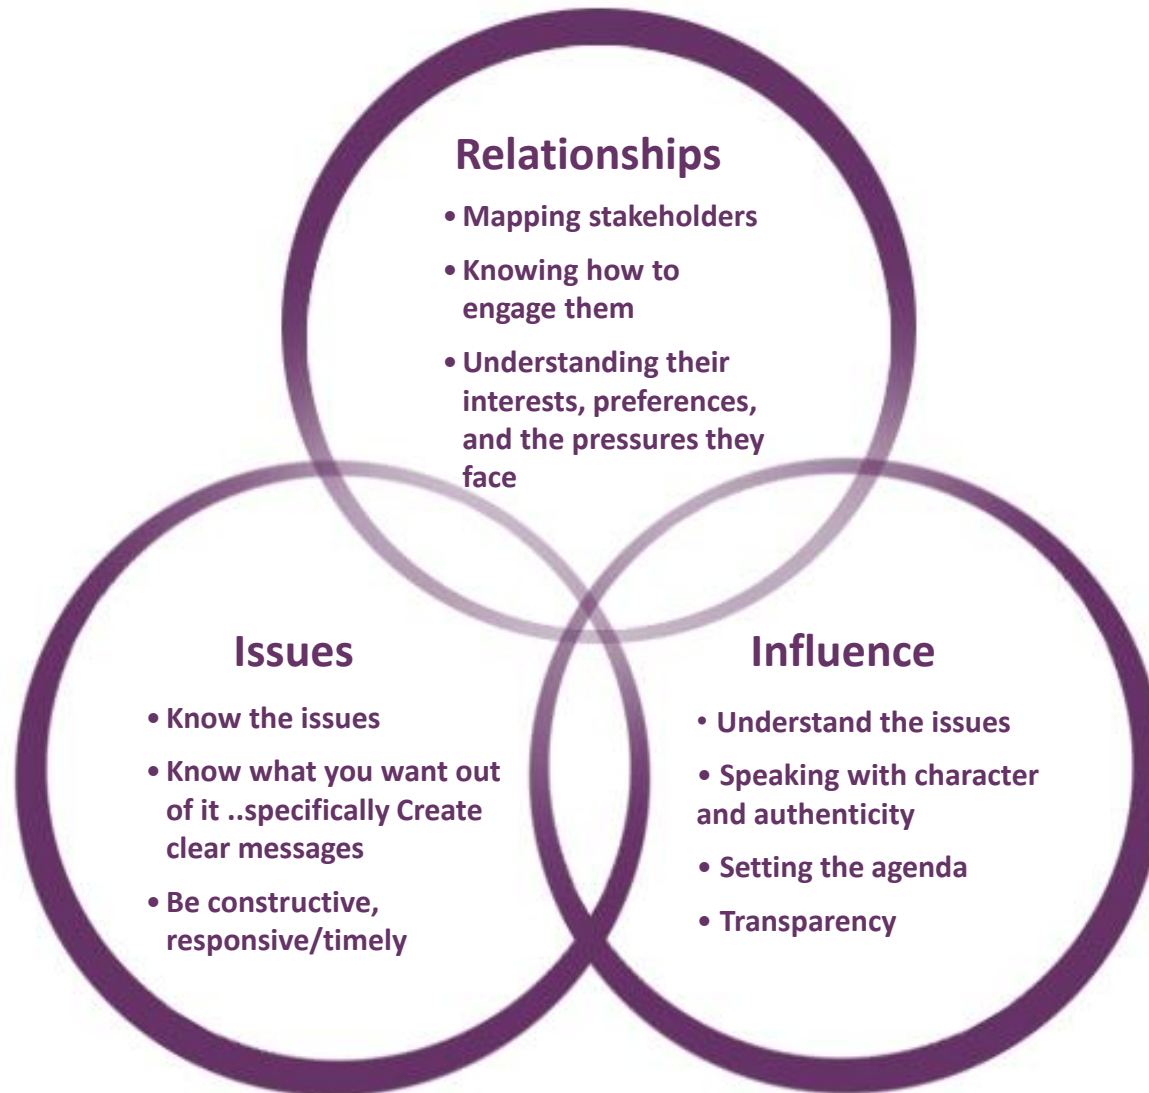 Relationships
• Mapping stakeholders
• Knowing how to
engage them
• Understanding their
interests, preferences,
and the pressures they
face
Issues
• Know the issues
• Know what you want out
of it ..specifically Create
clear messages
• Be constructive,
responsive/timely
Influence
• Understand the issues
• Speaking with character
and authenticity
• Setting the agenda
• Transparency